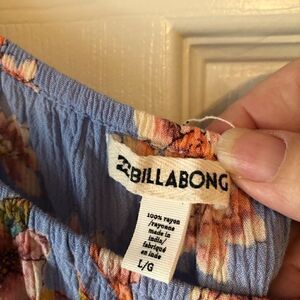 BILLABONG
100% rayon
/rayonne
made in
india/
fabriqué
en inde
L/G